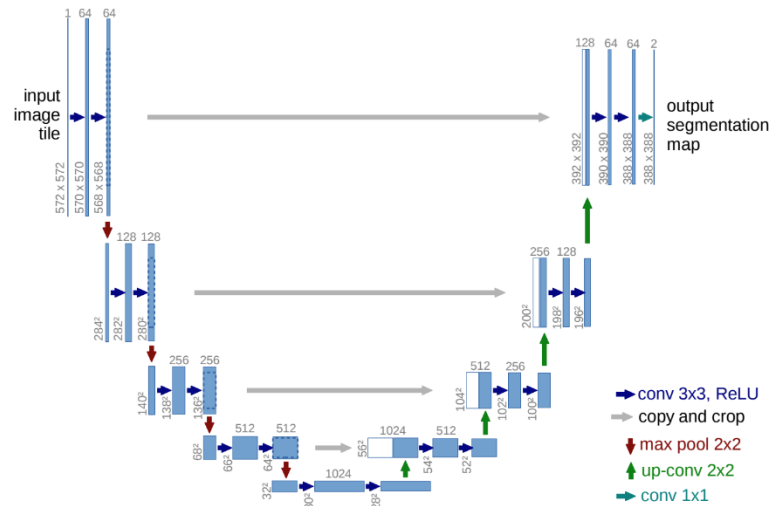 1 64 64
128 64 64 2
input
image
tile
output
segmentation
map
572 x 572
570 x 570
568 x 568
392 x 392
390 x 390
388 x 388
388 x 388
128 128
256 128
284²
282²
280²
200²
198²
196²
256 256
512 256
140²
138²
136²
104²
102²
100²
512 512
1024 512
68²
66²
64²
56²
54²
52²
1024
32²
28²
conv 3x3, ReLU
copy and crop
max pool 2x2
up-conv 2x2
conv 1x1